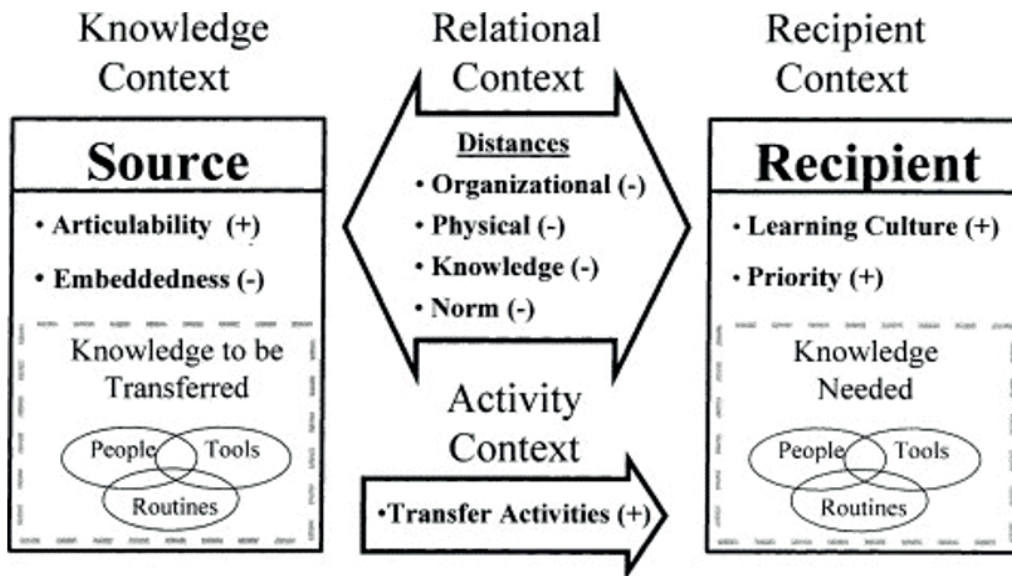 Knowledge
Context
Source
• Articulability (+)
• Embeddedness (-)
Knowledge to be
Transferred
People
Tools
Routines
Relational
Context
Distances
• Organizational (-)
• Physical (-)
• Knowledge (-)
• Norm (-)
Activity
Context
•Transfer Activities (+)
Recipient
Context
Recipient
• Learning Culture (+)
• Priority (+)
Knowledge
Needed
People
Tools
Routines